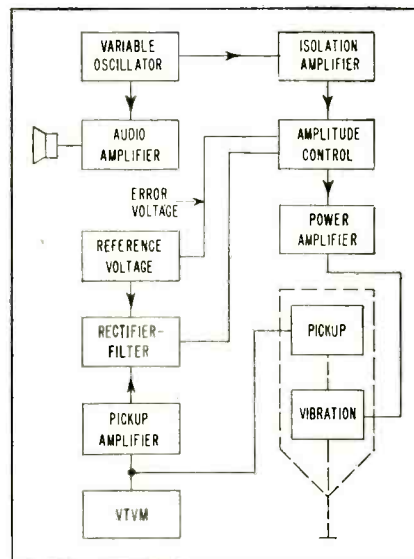 VARIABLE
OSCILLATOR
ISOLATION
AMPLIFIER
AUDIO
AMPLIFIER
AMPLITUDE
CONTROL
ERROR
VOLTAGE
POWER
AMPLIFIER
REFERENCE
VOLTAGE
RECTIFIER-
FILTER
PICKUP
PICKUP
AMPLIFIER
VIBRATION
VTVM